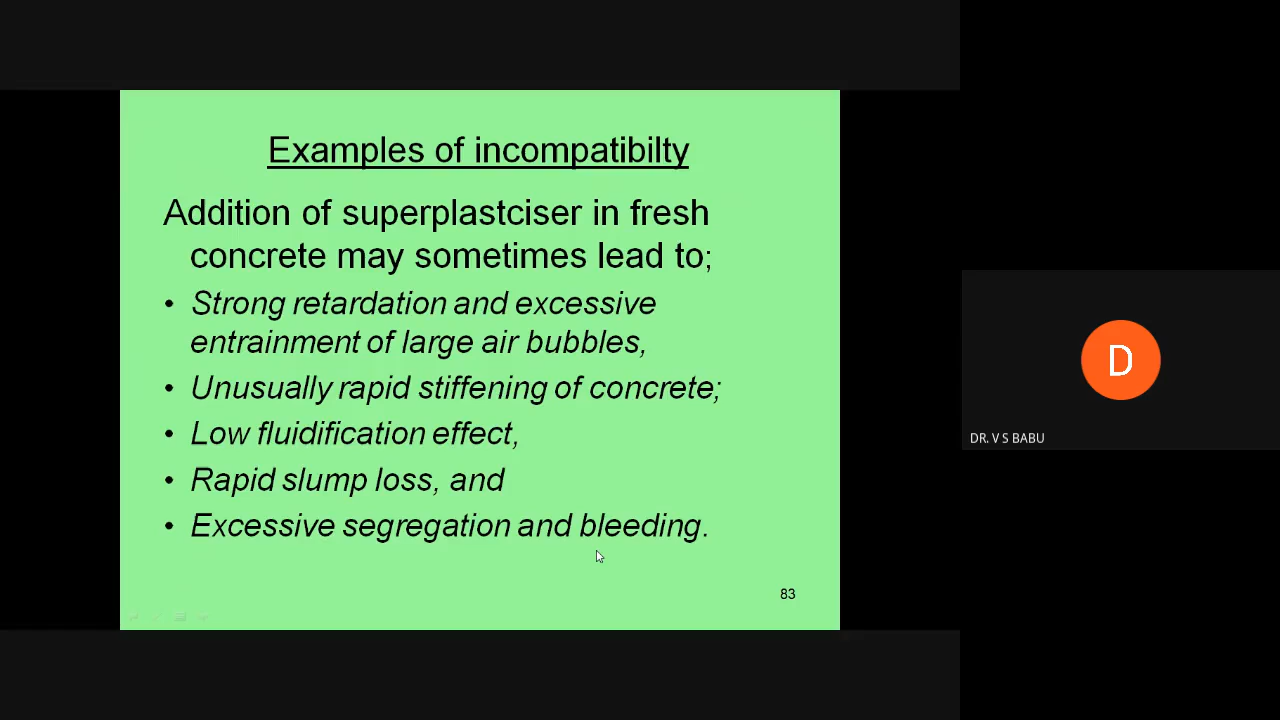 Examples of incompatibilty
Addition of superplastciser in fresh
concrete may sometimes lead to;
• Strong retardation and excessive
entrainment of large air bubbles,
• Unusually rapid stiffening of concrete;
• Low fluidification effect,
• Rapid slump loss, and
• Excessive segregation and bleeding.
83
D
DR. V S BABU